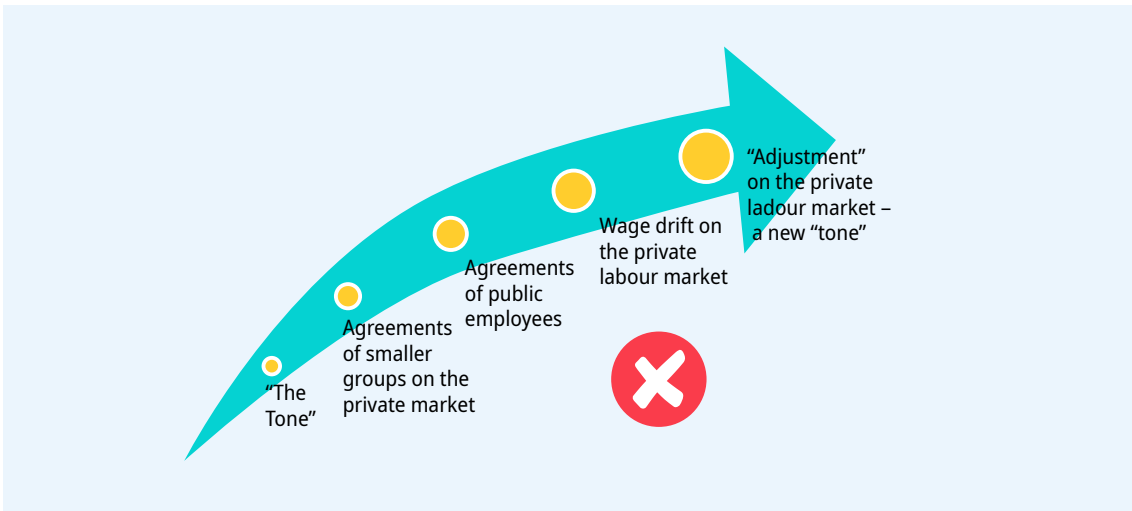 “The
Tone”
Agreements
of smaller
groups on the
private market
Agreements
of public
employees
Wage drift on
the private
labour market
“Adjustment”
on the private
ladour market –
a new “tone”